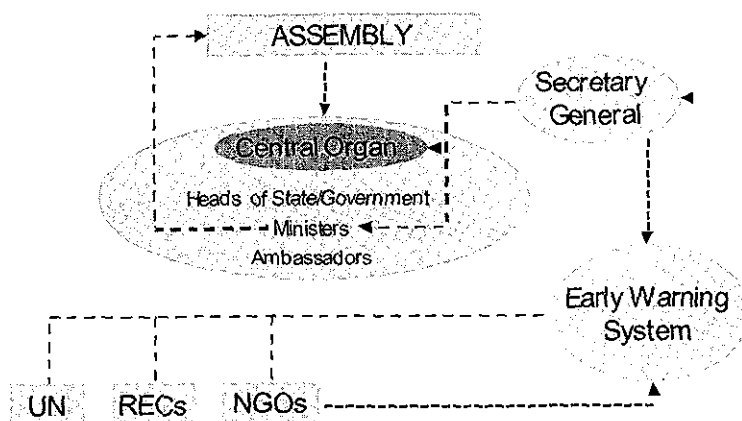 ASSEMBLY
Secretary
General
Central Organ
Heads of State/Government
Ministers
Ambassadors
Early Warning
System
UN
RECs
NGOs